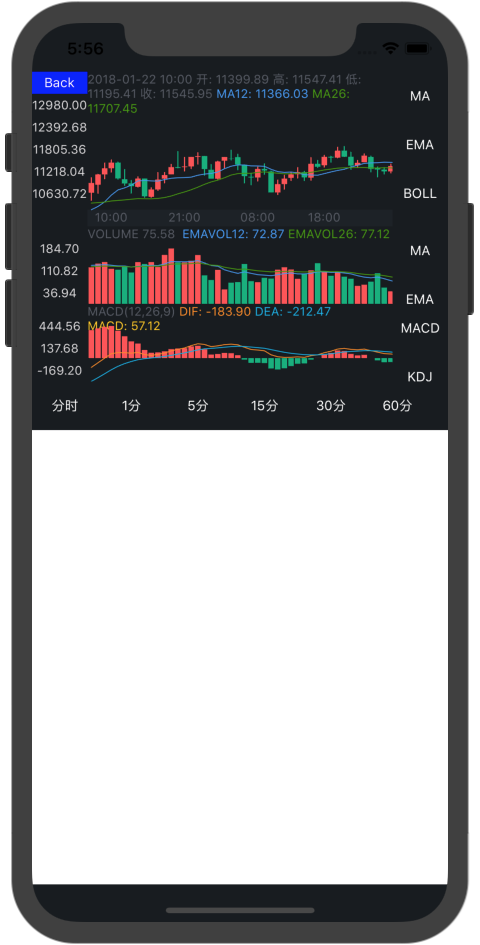 5:56
Back
2018-01-22 10:00 开: 11399.89 高: 11547.41 低:
11195.41 收: 11545.95 MA12: 11366.03 MA26:
11707.45
12980.00
12392.68
11805.36
11218.04
10630.72
MA
EMA
BOLL
10:00 21:00 08:00 18:00
VOLUME 75.58 EMAVOL12: 72.87 EMAVOL26: 77.12
184.70
110.82
36.94
MA
EMA
MACD(12,26,9) DIF: -183.90 DEA: -212.47
MACD: 57.12
444.56
137.68
-169.20
MACD
KDJ
分时 1分 5分 15分 30分 60分